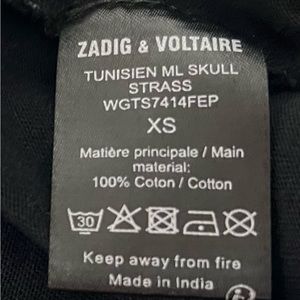 ZADIG & VOLTAIRE
TUNISIEN ML SKULL
STRASS
WGTS7414FEP
XS
Matière principale / Main
material:
100% Coton / Cotton
30
Keep away from fire
Made in India